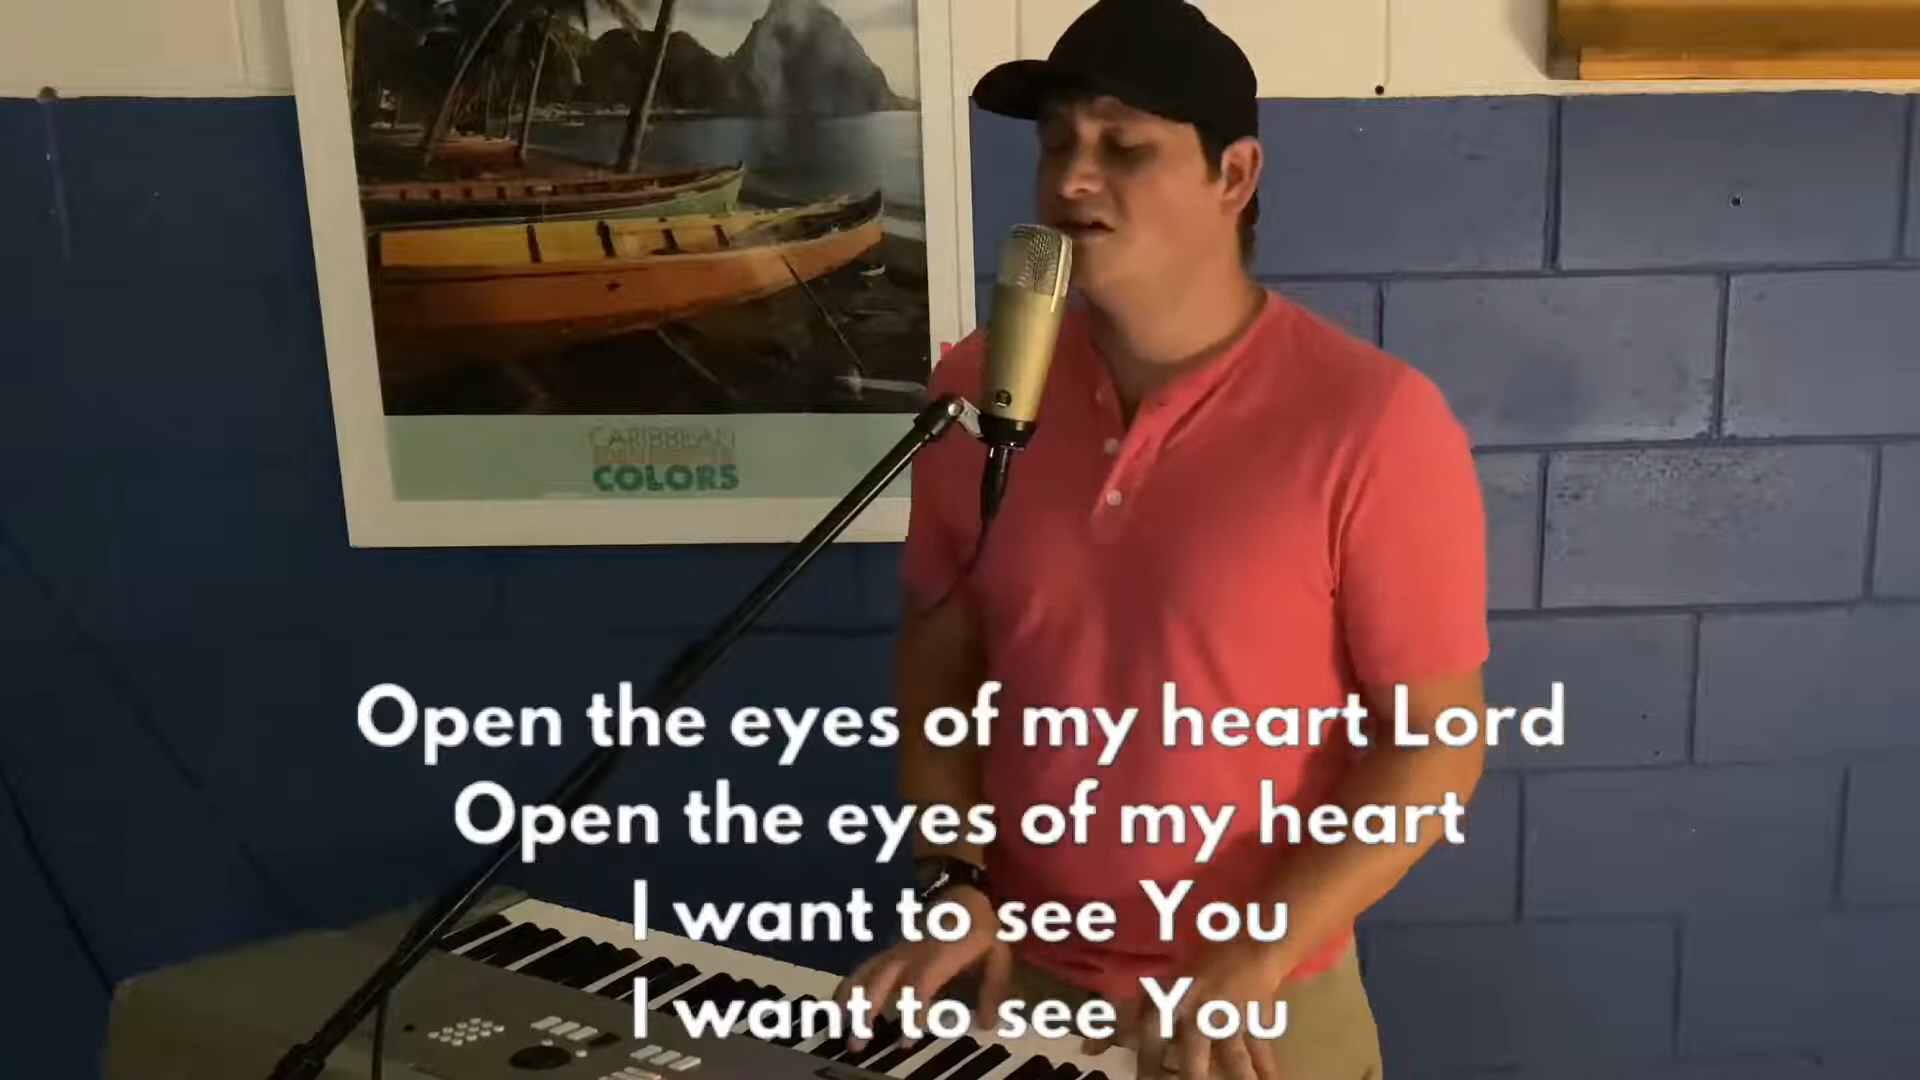 CARIBBEAN
COLORS
Open the eyes of my heart Lord
Open the eyes of my heart
I want to see You
I want to see You